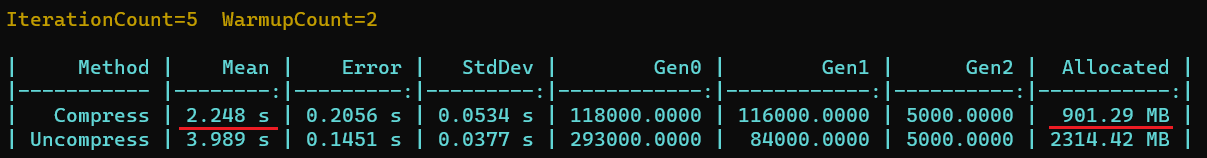 IterationCount=5  WarmupCount=2
|     Method |    Mean |    Error |   StdDev |        Gen0 |        Gen1 |      Gen2 |  Allocated |
|----------- |--------:|---------:|---------:|------------:|------------:|----------:|-----------:|
|   Compress | 2.248 s | 0.2056 s | 0.0534 s | 118000.0000 | 116000.0000 | 5000.0000 |  901.29 MB |
| Uncompress | 3.989 s | 0.1451 s | 0.0377 s | 293000.0000 |  84000.0000 | 5000.0000 | 2314.42 MB |